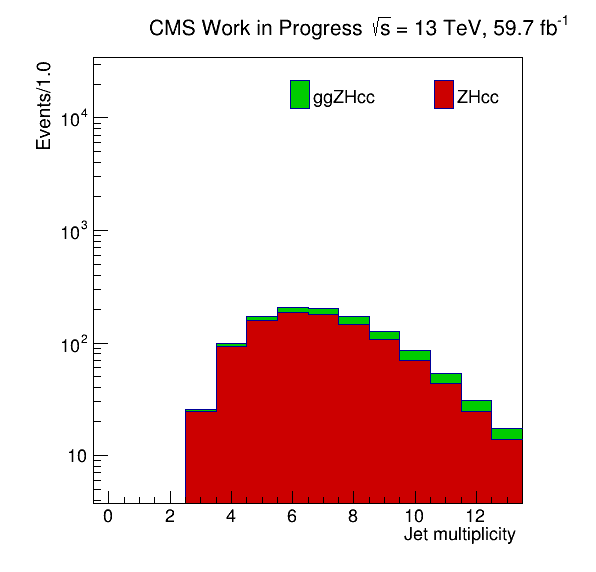 CMS Work in Progress √s = 13 TeV, 59.7 fb⁻¹
Events/1.0
ggZHcc ZHcc
10⁴
10³
10²
10
0 2 4 6 8 10 12
Jet multiplicity